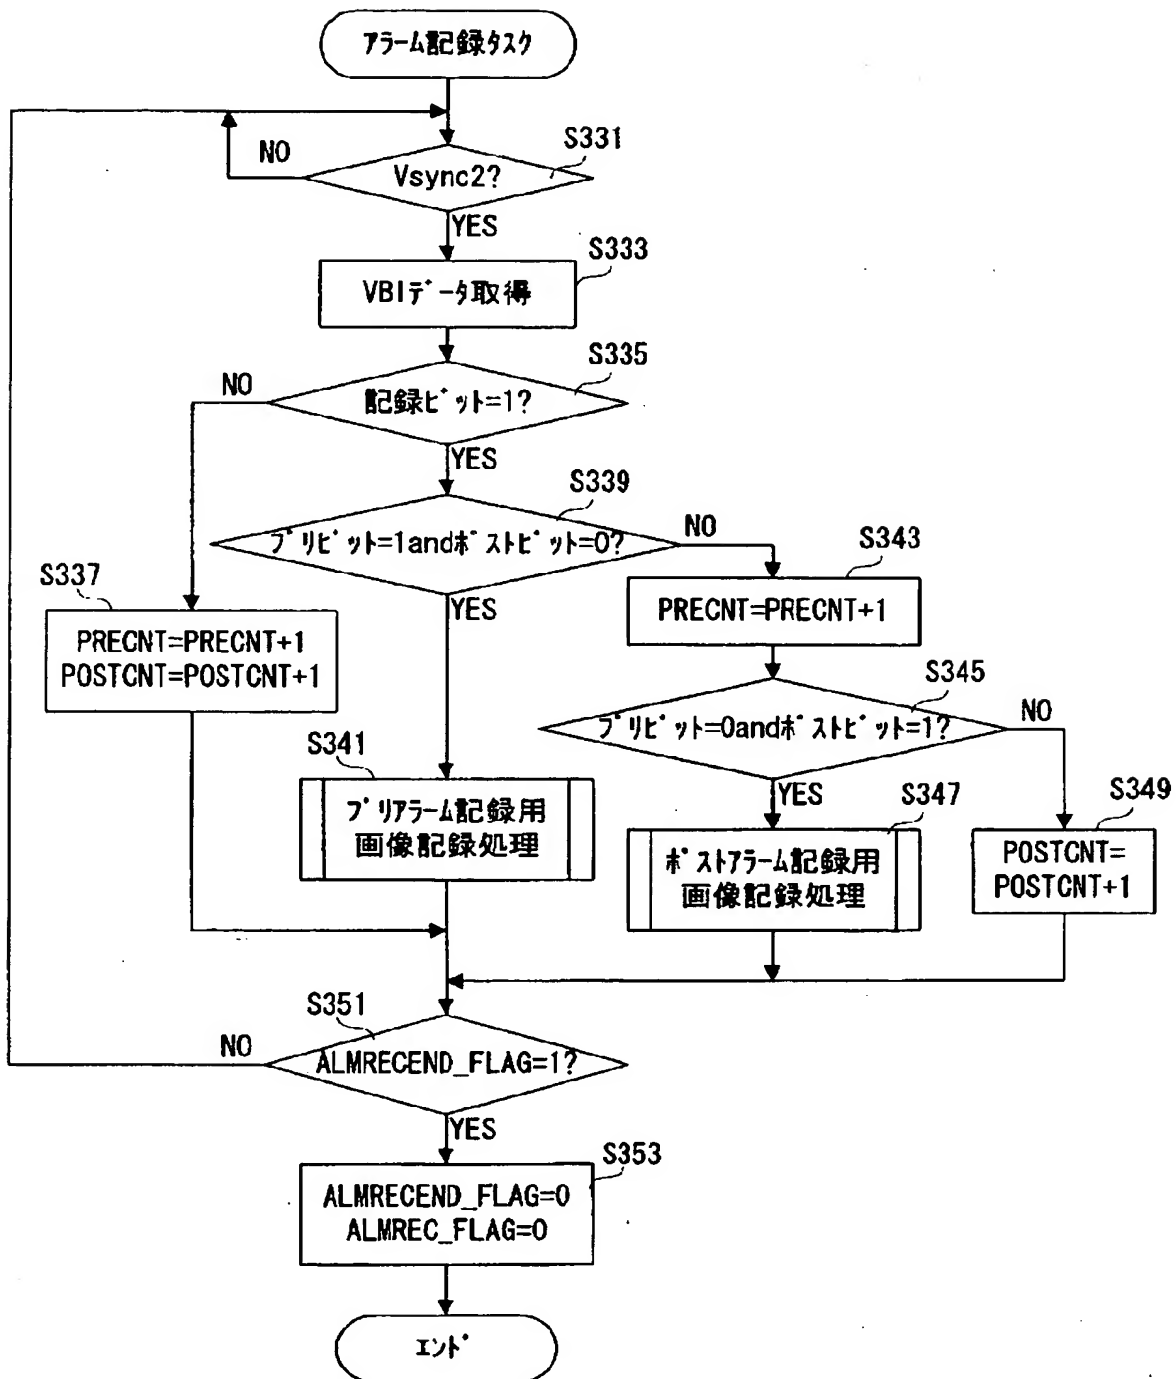 アラーム記録タスク
S331
NO
Vsync2?
YES
S333
VBIデータ取得
S335
NO
記録ビット=1?
YES
S339
プリビット=1andポストビット=0?
NO
S343
S337
YES
PRECNT=PRECNT+1
PRECNT=PRECNT+1
POSTCNT=POSTCNT+1
S345
プリビット=0andポストビット=1?
NO
S341
YES
S347
S349
プリアラーム記録用
画像記録処理
ポストアラーム記録用
画像記録処理
POSTCNT=
POSTCNT+1
S351
NO
ALMRECEND_FLAG=1?
YES
S353
ALMRECEND_FLAG=0
ALMREC_FLAG=0
エンド